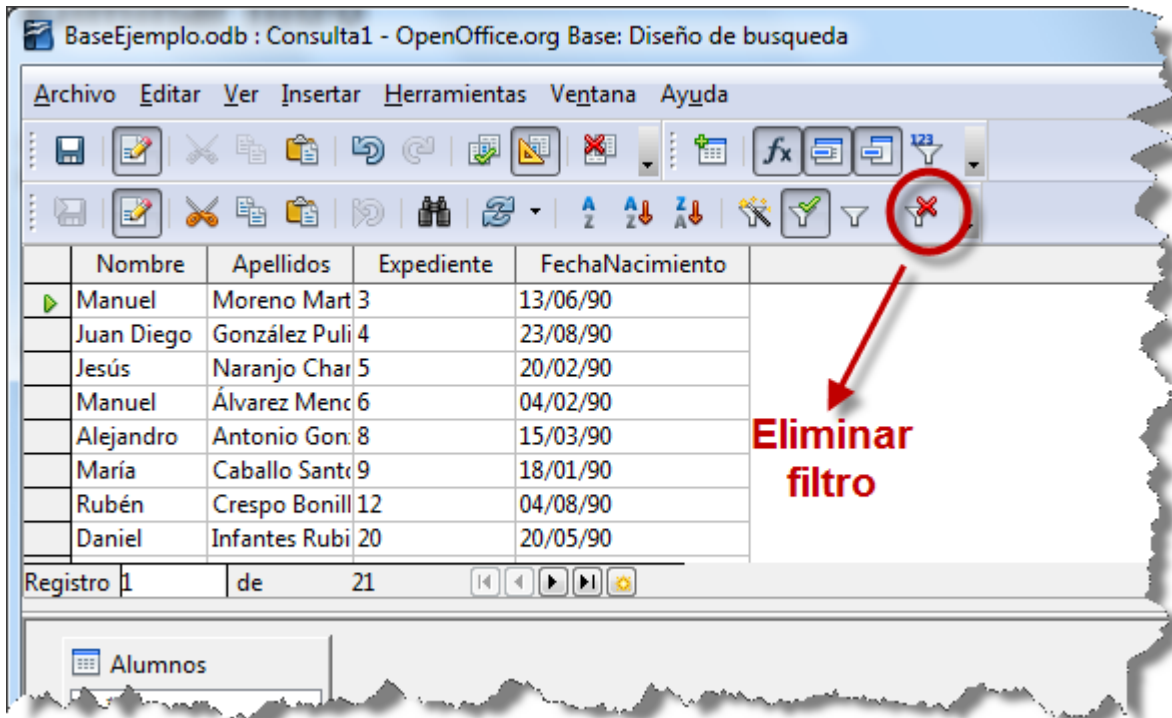 BaseEjemplo.odb : Consulta1 - OpenOffice.org Base: Diseño de busqueda
Archivo Editar Ver Insertar Herramientas Ventana Ayuda
Nombre Apellidos Expediente FechaNacimiento
Manuel Moreno Mart 3 13/06/90
Juan Diego González Puli 4 23/08/90
Jesús Naranjo Char 5 20/02/90
Manuel Álvarez Menc 6 04/02/90
Alejandro Antonio Gon 8 15/03/90
María Caballo Santo 9 18/01/90
Rubén Crespo Bonill 12 04/08/90
Daniel Infantes Rubi 20 20/05/90
Eliminar
filtro
Registro 1 de 21
Alumnos